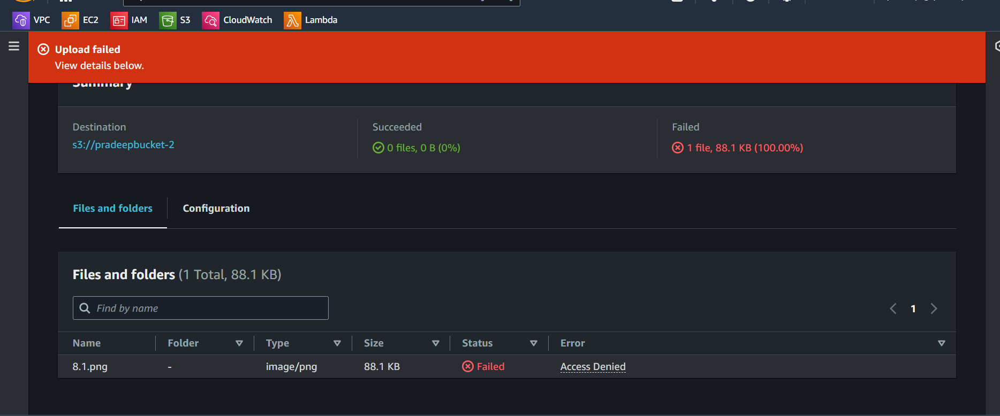 VPC EC2 IAM S3 CloudWatch Lambda
Upload failed
View details below.
Summary
Destination Succeeded Failed
s3://pradeepbucket-2 0 files, 0 B (0%) 1 file, 88.1 KB (100.00%)
Files and folders Configuration
Files and folders (1 Total, 88.1 KB)
Find by name 1
Name Folder Type Size Status Error
8.1.png - image/png 88.1 KB Failed Access Denied